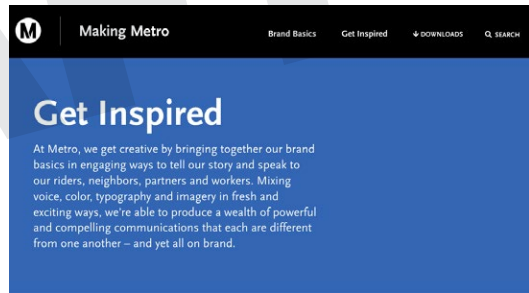 M Making Metro Brand Basics Get Inspired DOWNLOADS SEARCH
Get Inspired
At Metro, we get creative by bringing together our brand
basics in engaging ways to tell our story and speak to
our riders, neighbors, partners and workers. Mixing
voice, color, typography and imagery in fresh and
exciting ways, we're able to produce a wealth of powerful
and compelling communications that each are different
from one another – and yet all on brand.